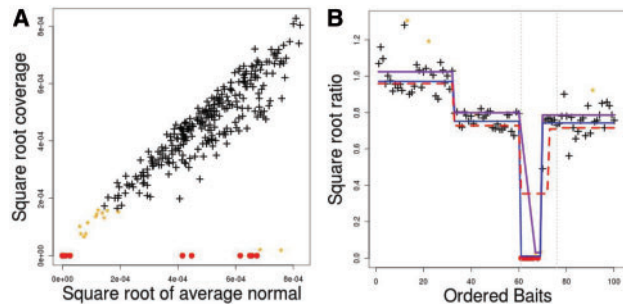 A
B
Square root coverage
8e-04
6e-04
4e-04
2e-04
0e+00
0e+00 2e-04 4e-04 6e-04 8e-04
Square root of average normal
Square root ratio
1.2
1.0
0.8
0.6
0.4
0.2
0.0
0 20 40 60 80 100
Ordered Baits